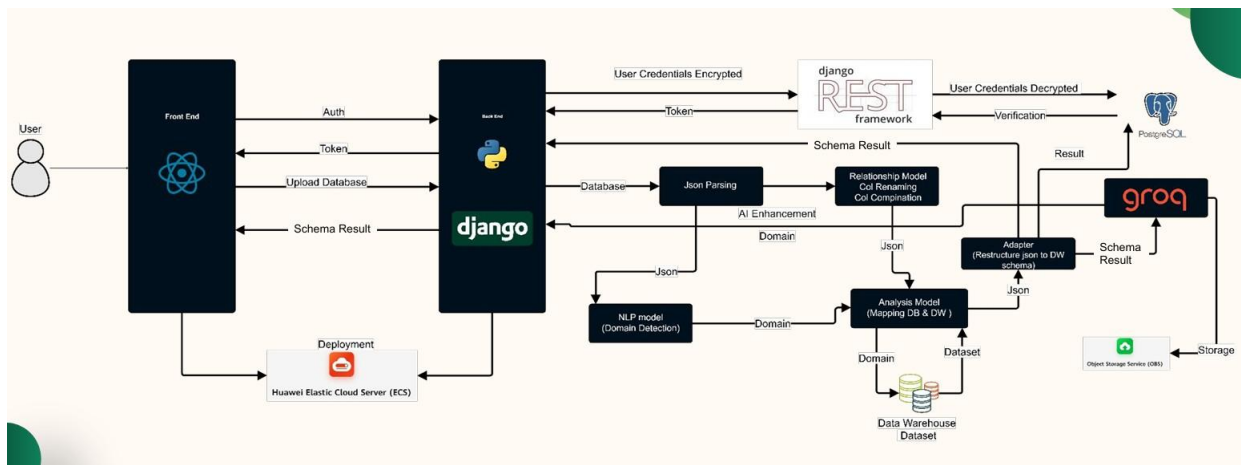 User
Front End
Auth
Token
Upload Database
Schema Result
Back End
django
User Credentials Encrypted
Token
django
REST
framework
User Credentials Decrypted
Verification
PostgreSQL
Schema Result
Result
Database
Json Parsing
Relationship Model
Col Renaming
Col Compination
AI Enhancement
Domain
groq
Json
Json
Adapter
(Restructure json to DW
schema)
Schema
Result
Json
NLP model
(Domain Detection)
Domain
Analysis Model
(Mapping DB & DW )
Domain
Dataset
Data Warehouse
Dataset
Storage
Object Storage Service (OBS)
Deployment
Huawei Elastic Cloud Server (ECS)